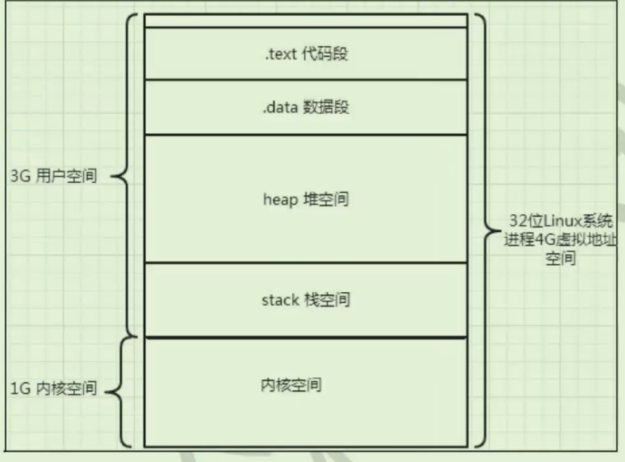 .text 代码段
.data 数据段
3G 用户空间
heap 堆空间
32位Linux系统
进程4G虚拟地址
空间
stack 栈空间
1G 内核空间
内核空间